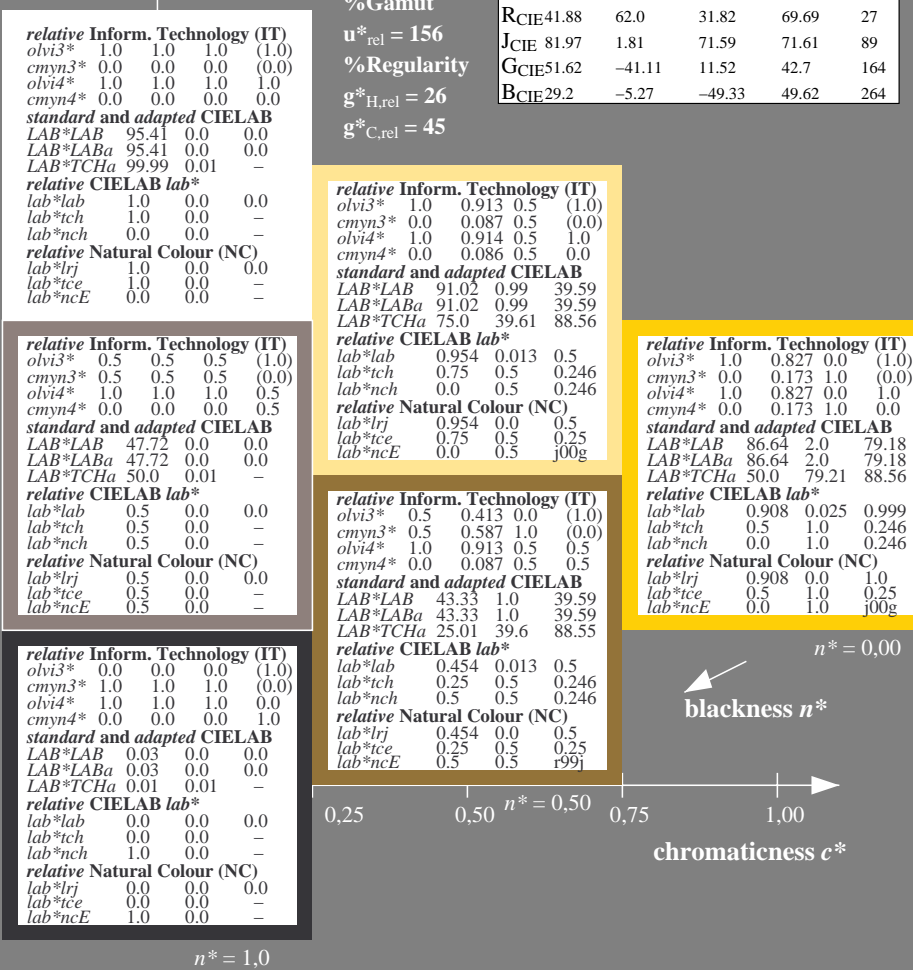 %Gamut
u*rel = 156
%Regularity
g*H,rel = 26
g*C,rel = 45
RCIE 41.88 62.0 31.82 69.69 27
JCIE 81.97 1.81 71.59 71.61 89
GCIE 51.62 −41.11 11.52 42.7 164
BCIE 29.2 −5.27 −49.33 49.62 264
relative Inform. Technology (IT)
olvi3* 1.0 1.0 1.0 (1.0)
cmyn3* 0.0 0.0 0.0 (0.0)
olvi4* 1.0 1.0 1.0 1.0
cmyn4* 0.0 0.0 0.0 0.0
standard and adapted CIELAB
LAB*LAB 95.41 0.0 0.0
LAB*LABa 95.41 0.0 0.0
LAB*TCHa 99.99 0.01 –
relative CIELAB lab*
lab*lab 1.0 0.0 0.0
lab*tch 1.0 0.0 –
lab*nch 0.0 0.0 –
relative Natural Colour (NC)
lab*lrj 1.0 0.0 0.0
lab*tce 1.0 0.0 –
lab*ncE 0.0 0.0 –
relative Inform. Technology (IT)
olvi3* 1.0 0.913 0.5 (1.0)
cmyn3* 0.0 0.087 0.5 (0.0)
olvi4* 1.0 0.914 0.5 1.0
cmyn4* 0.0 0.086 0.5 0.0
standard and adapted CIELAB
LAB*LAB 91.02 0.99 39.59
LAB*LABa 91.02 0.99 39.59
LAB*TCHa 75.0 39.61 88.56
relative CIELAB lab*
lab*lab 0.954 0.013 0.5
lab*tch 0.75 0.5 0.246
lab*nch 0.0 0.5 0.246
relative Natural Colour (NC)
lab*lrj 0.954 0.0 0.5
lab*tce 0.75 0.5 0.25
lab*ncE 0.0 0.5 j00g
relative Inform. Technology (IT)
olvi3* 0.5 0.5 0.5 (1.0)
cmyn3* 0.5 0.5 0.5 (0.0)
olvi4* 1.0 1.0 1.0 0.5
cmyn4* 0.0 0.0 0.0 0.5
standard and adapted CIELAB
LAB*LAB 47.72 0.0 0.0
LAB*LABa 47.72 0.0 0.0
LAB*TCHa 50.0 0.01 –
relative CIELAB lab*
lab*lab 0.5 0.0 0.0
lab*tch 0.5 0.0 –
lab*nch 0.5 0.0 –
relative Natural Colour (NC)
lab*lrj 0.5 0.0 0.0
lab*tce 0.5 0.0 –
lab*ncE 0.5 0.0 –
relative Inform. Technology (IT)
olvi3* 1.0 0.827 0.0 (1.0)
cmyn3* 0.0 0.173 1.0 (0.0)
olvi4* 1.0 0.827 0.0 1.0
cmyn4* 0.0 0.173 1.0 0.0
standard and adapted CIELAB
LAB*LAB 86.64 2.0 79.18
LAB*LABa 86.64 2.0 79.18
LAB*TCHa 50.0 79.21 88.56
relative CIELAB lab*
lab*lab 0.908 0.025 0.999
lab*tch 0.5 1.0 0.246
lab*nch 0.0 1.0 0.246
relative Natural Colour (NC)
lab*lrj 0.908 0.0 1.0
lab*tce 0.5 1.0 0.25
lab*ncE 0.0 1.0 j00g
relative Inform. Technology (IT)
olvi3* 0.5 0.413 0.0 (1.0)
cmyn3* 0.5 0.587 1.0 (0.0)
olvi4* 1.0 0.913 0.5 0.5
cmyn4* 0.0 0.087 0.5 0.5
standard and adapted CIELAB
LAB*LAB 43.33 1.0 39.59
LAB*LABa 43.33 1.0 39.59
LAB*TCHa 25.01 39.6 88.55
relative CIELAB lab*
lab*lab 0.454 0.013 0.5
lab*tch 0.25 0.5 0.246
lab*nch 0.5 0.5 0.246
relative Natural Colour (NC)
lab*lrj 0.454 0.0 0.5
lab*tce 0.25 0.5 0.25
lab*ncE 0.5 0.5 r99j
relative Inform. Technology (IT)
olvi3* 0.0 0.0 0.0 (1.0)
cmyn3* 1.0 1.0 1.0 (0.0)
olvi4* 1.0 1.0 1.0 0.0
cmyn4* 0.0 0.0 0.0 1.0
standard and adapted CIELAB
LAB*LAB 0.03 0.0 0.0
LAB*LABa 0.03 0.0 0.0
LAB*TCHa 0.01 0.01 –
relative CIELAB lab*
lab*lab 0.0 0.0 0.0
lab*tch 0.0 0.0 –
lab*nch 1.0 0.0 –
relative Natural Colour (NC)
lab*lrj 0.0 0.0 0.0
lab*tce 0.0 0.0 –
lab*ncE 1.0 0.0 –
n* = 0,00
blackness n*
n* = 0,50
0,25 0,50 0,75 1,00
chromaticness c*
n* = 1,0